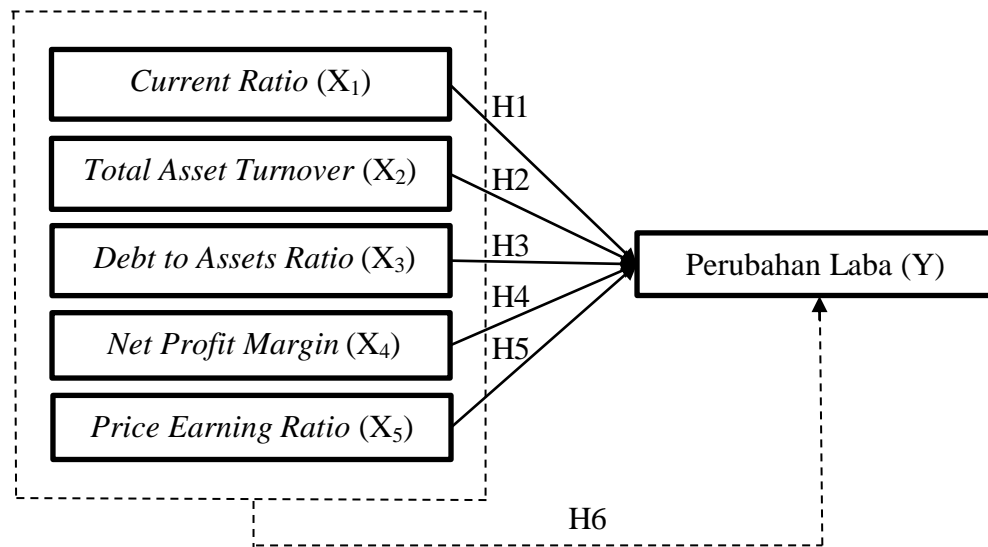 Current Ratio (X₁)
H1
Total Asset Turnover (X₂)
H2
Debt to Assets Ratio (X₃)
H3
Perubahan Laba (Y)
H4
Net Profit Margin (X₄)
H5
Price Earning Ratio (X₅)
H6